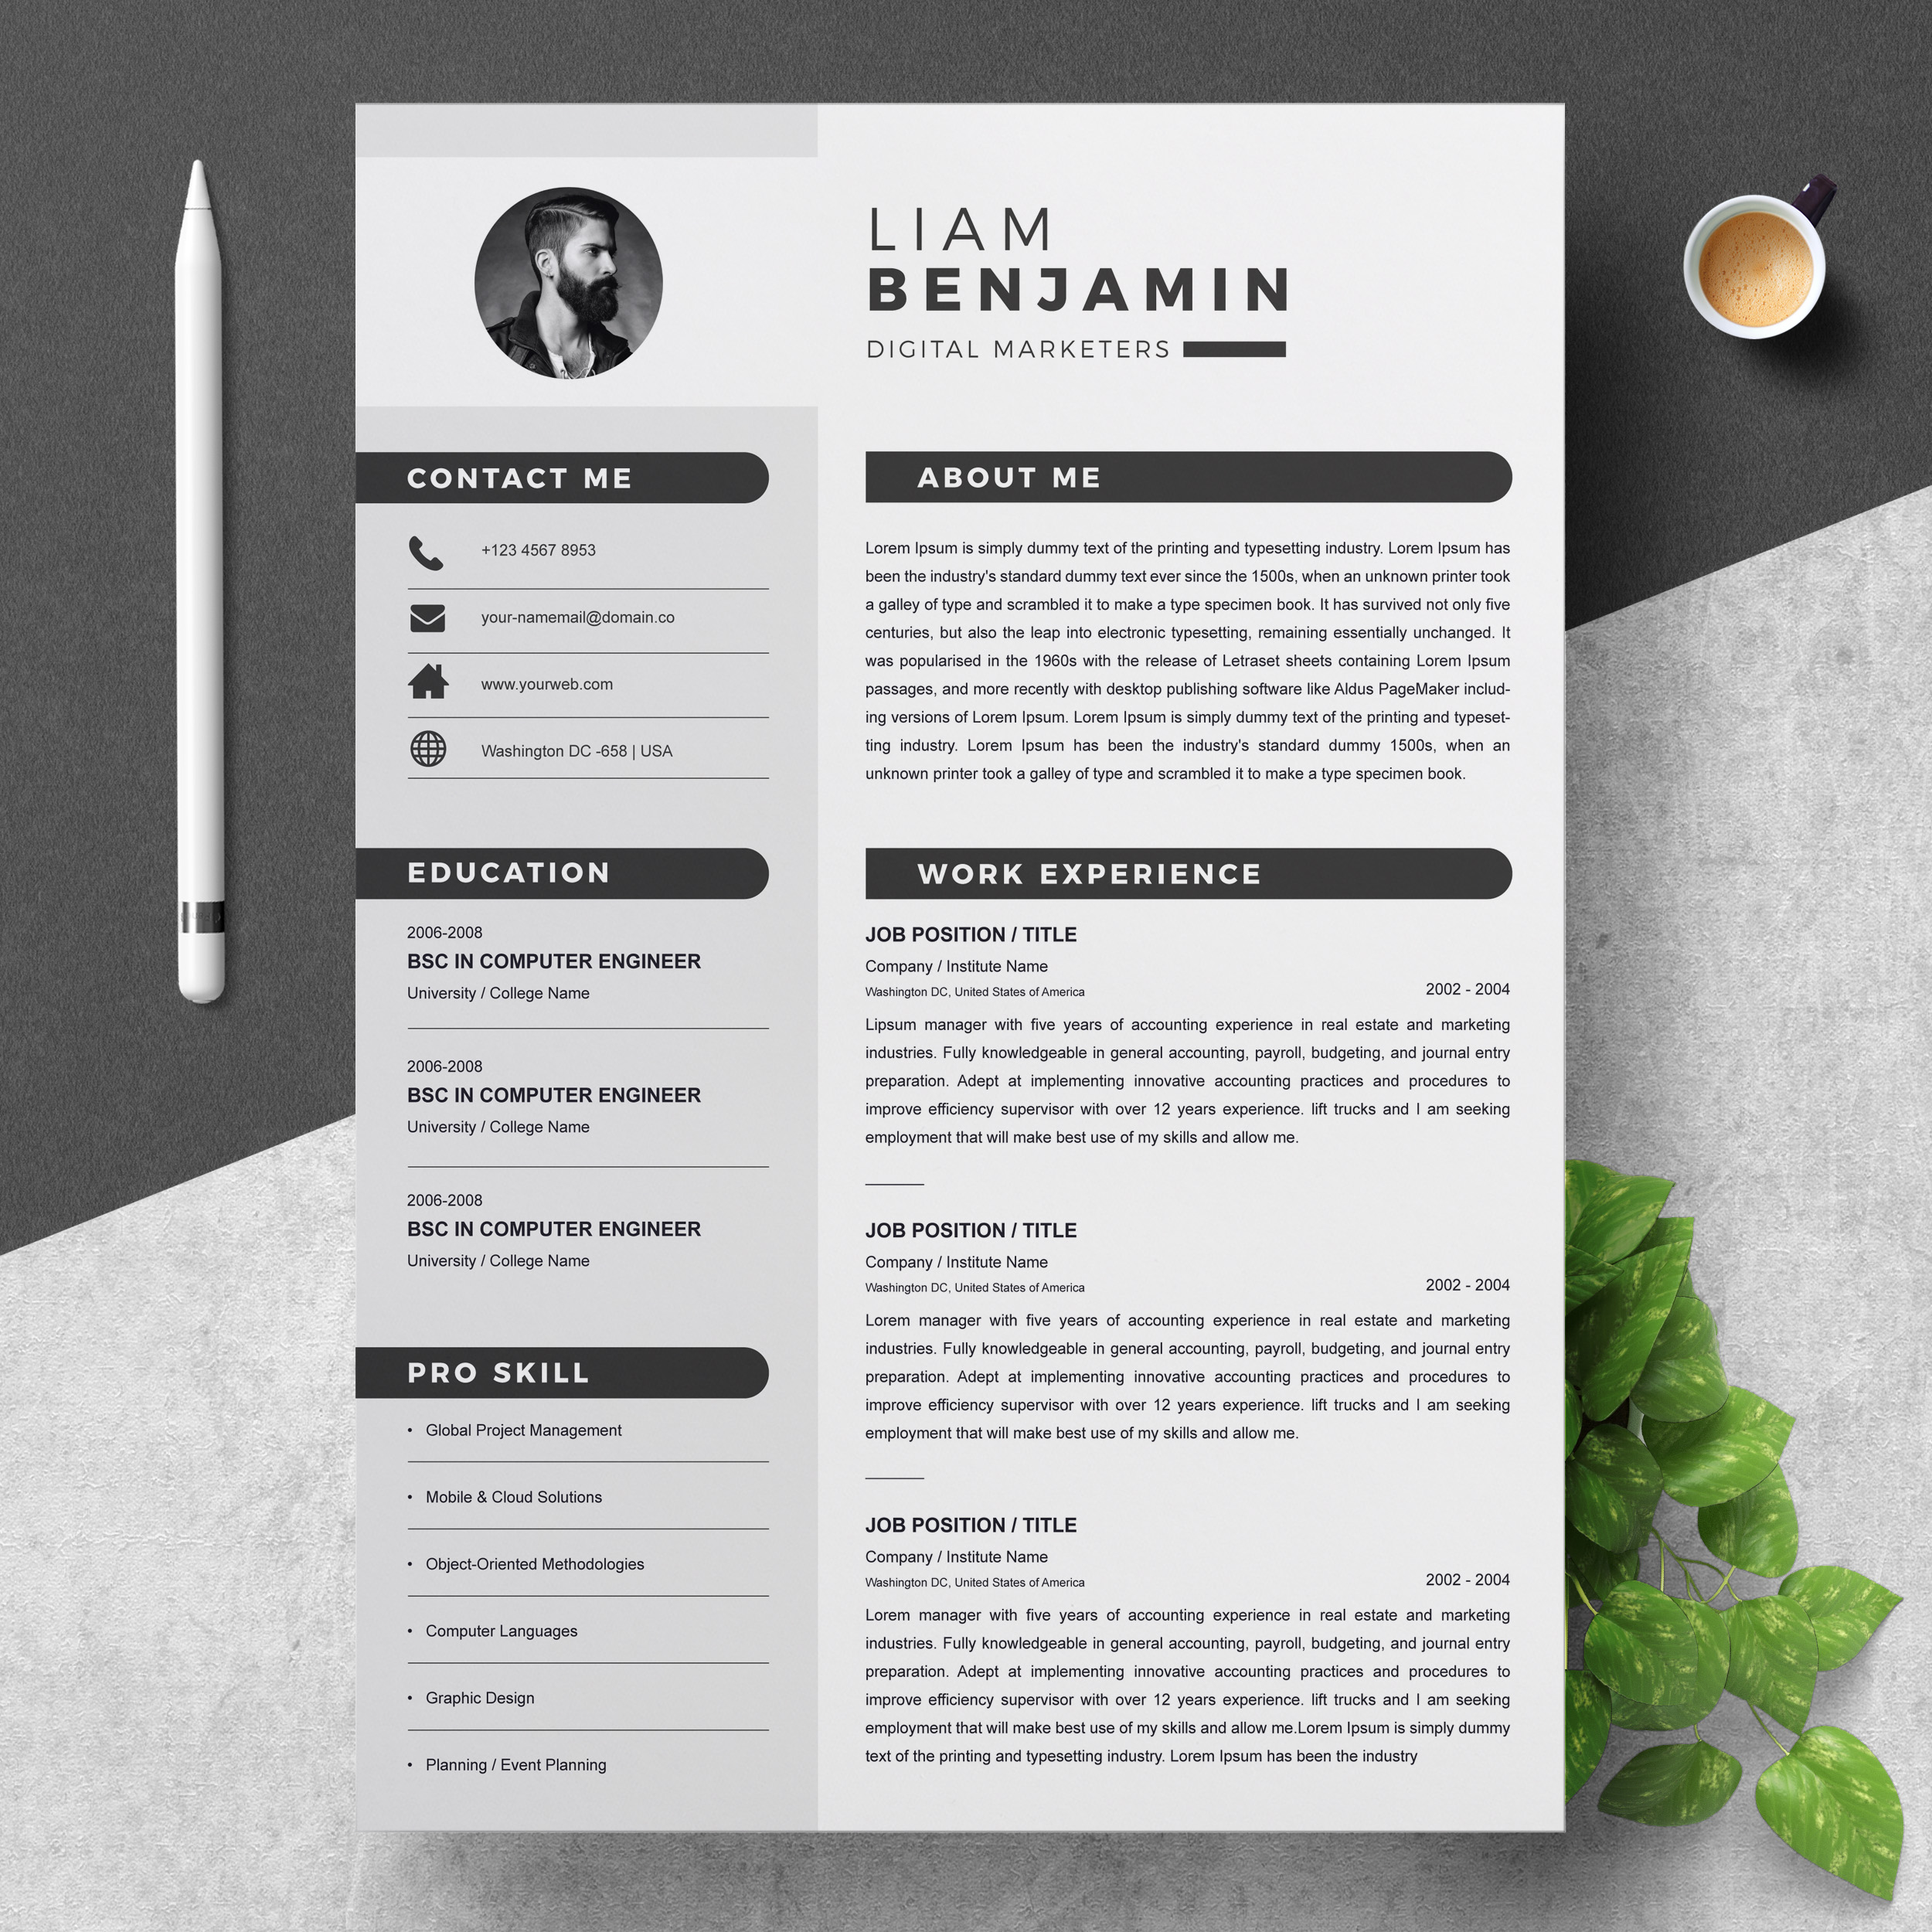 LIAM
BENJAMIN
DIGITAL MARKETERS
CONTACT ME
+123 4567 8953
your-namemail@domain.co
www.yourweb.com
Washington DC -658 | USA
EDUCATION
2006-2008
BSC IN COMPUTER ENGINEER
University / College Name
2006-2008
BSC IN COMPUTER ENGINEER
University / College Name
2006-2008
BSC IN COMPUTER ENGINEER
University / College Name
PRO SKILL
• Global Project Management
• Mobile & Cloud Solutions
• Object-Oriented Methodologies
• Computer Languages
• Graphic Design
• Planning / Event Planning
ABOUT ME
Lorem Ipsum is simply dummy text of the printing and typesetting industry. Lorem Ipsum has
been the industry's standard dummy text ever since the 1500s, when an unknown printer took
a galley of type and scrambled it to make a type specimen book. It has survived not only five
centuries, but also the leap into electronic typesetting, remaining essentially unchanged. It
was popularised in the 1960s with the release of Letraset sheets containing Lorem Ipsum
passages, and more recently with desktop publishing software like Aldus PageMaker includ-
ing versions of Lorem Ipsum. Lorem Ipsum is simply dummy text of the printing and typeset-
ting industry. Lorem Ipsum has been the industry's standard dummy 1500s, when an
unknown printer took a galley of type and scrambled it to make a type specimen book.
WORK EXPERIENCE
JOB POSITION / TITLE
Company / Institute Name
Washington DC, United States of America 2002 - 2004
Lipsum manager with five years of accounting experience in real estate and marketing
industries. Fully knowledgeable in general accounting, payroll, budgeting, and journal entry
preparation. Adept at implementing innovative accounting practices and procedures to
improve efficiency supervisor with over 12 years experience. lift trucks and I am seeking
employment that will make best use of my skills and allow me.
JOB POSITION / TITLE
Company / Institute Name
Washington DC, United States of America 2002 - 2004
Lorem manager with five years of accounting experience in real estate and marketing
industries. Fully knowledgeable in general accounting, payroll, budgeting, and journal entry
preparation. Adept at implementing innovative accounting practices and procedures to
improve efficiency supervisor with over 12 years experience. lift trucks and I am seeking
employment that will make best use of my skills and allow me.
JOB POSITION / TITLE
Company / Institute Name
Washington DC, United States of America 2002 - 2004
Lorem manager with five years of accounting experience in real estate and marketing
industries. Fully knowledgeable in general accounting, payroll, budgeting, and journal entry
preparation. Adept at implementing innovative accounting practices and procedures to
improve efficiency supervisor with over 12 years experience. lift trucks and I am seeking
employment that will make best use of my skills and allow me.Lorem Ipsum is simply dummy
text of the printing and typesetting industry. Lorem Ipsum has been the industry